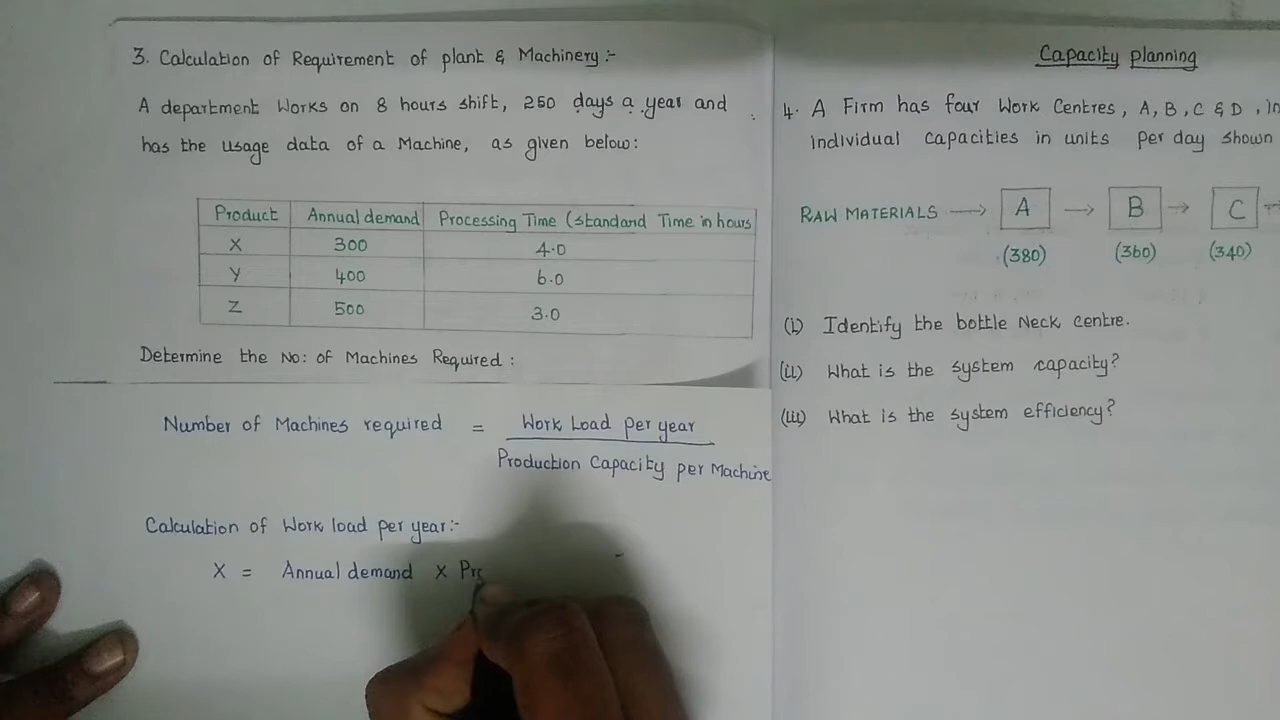 3. Calculation of Requirement of plant & Machinery :-
A department Works on 8 hours shift, 250 days a year and
has the usage data of a Machine, as given below:
Product Annual demand Processing Time (standard Time in hours
X 300 4.0
Y 400 6.0
Z 500 3.0
Determine the No: of Machines Required :
Number of Machines required = Work Load per year
Production Capacity per Machine
Calculation of Work load per year:-
X = Annual demand x Pro
Capacity planning
4. A Firm has four Work Centres, A, B, C & D, in
individual capacities in units per day shown
RAW MATERIALS → A → B → C →
(380) (360) (340)
(i) Identify the bottle Neck centre.
(ii) What is the system capacity?
(iii) What is the system efficiency?